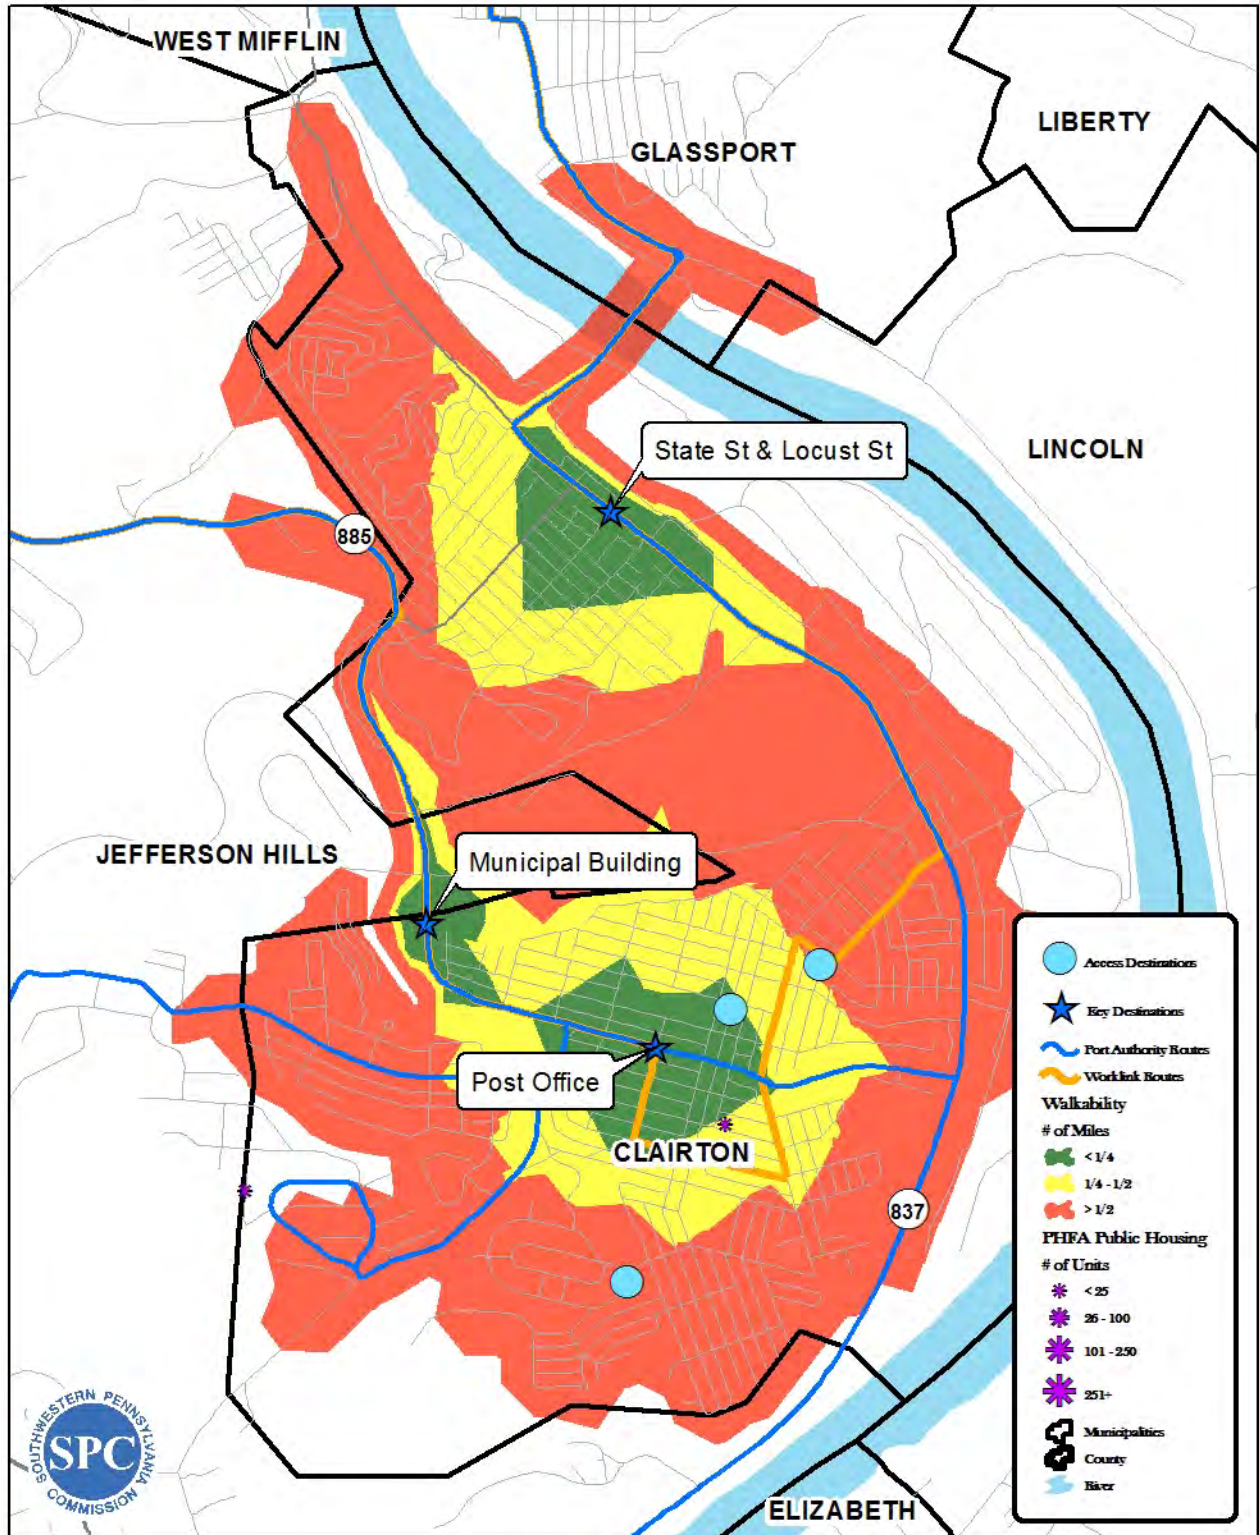 WEST MIFFLIN
LIBERTY
GLASSPORT
State St & Locust St
LINCOLN
885
JEFFERSON HILLS
Municipal Building
Post Office
CLAIRTON
837
ELIZABETH
Access Destinations
Key Destinations
Port Authority Routes
Worklink Routes
Walkability
# of Miles
< 1/4
1/4 - 1/2
> 1/2
PHFA Public Housing
# of Units
< 25
26 - 100
101 - 250
251+
Municipalities
County
River
SOUTHWESTERN PENNSYLVANIA
SPC
COMMISSION